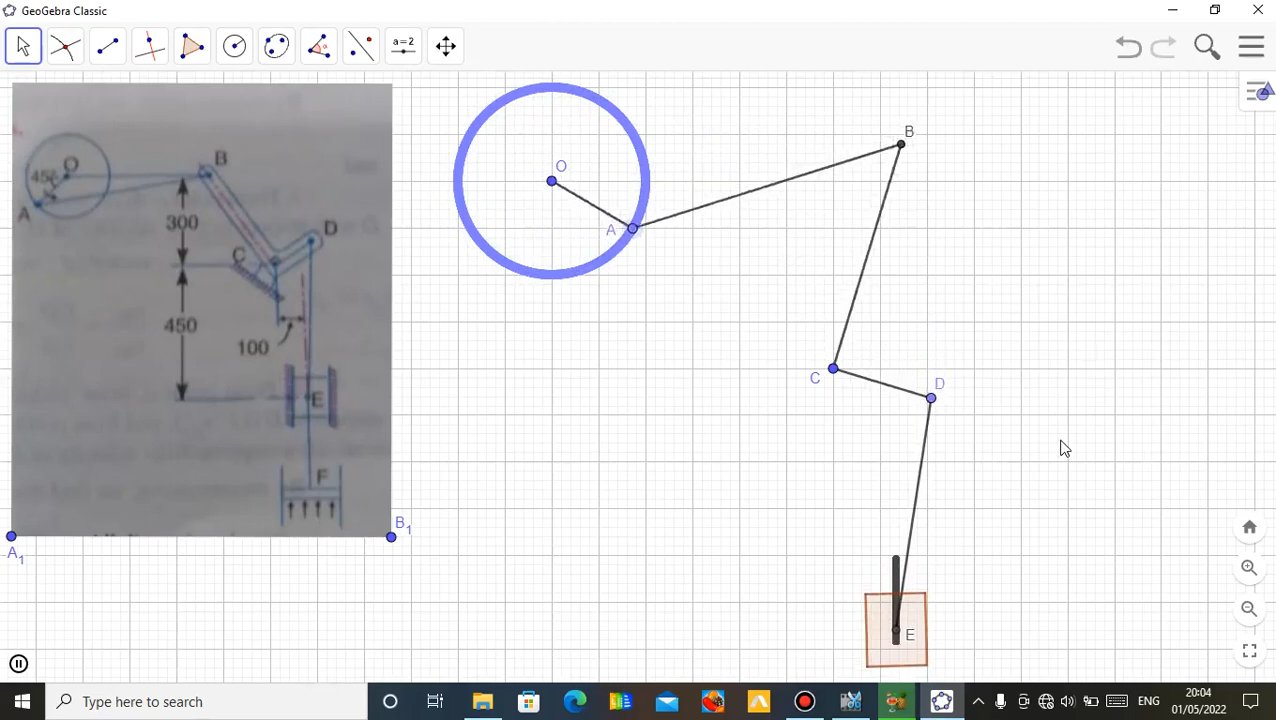 GeoGebra Classic
a=2
O
B
45°
A
300
D
C
450
100
E
F
A1
B1
O
B
A
C
D
E
Type here to search
ENG
20:04
01/05/2022